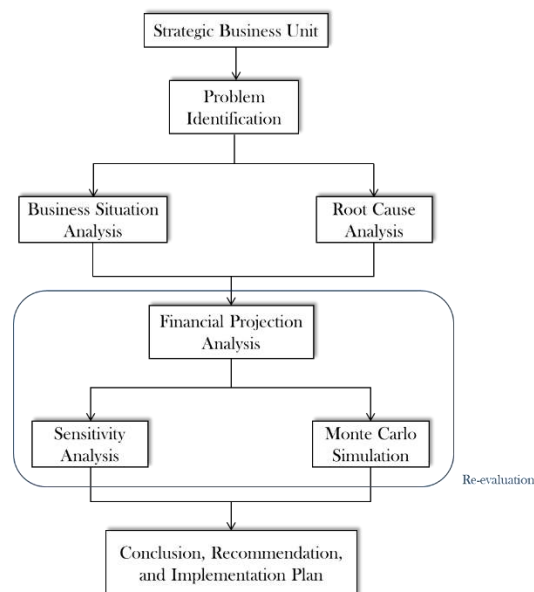 Strategic Business Unit
Problem
Identification
Business Situation
Analysis
Root Cause
Analysis
Financial Projection
Analysis
Sensitivity
Analysis
Monte Carlo
Simulation
Re-evaluation
Conclusion, Recommendation,
and Implementation Plan